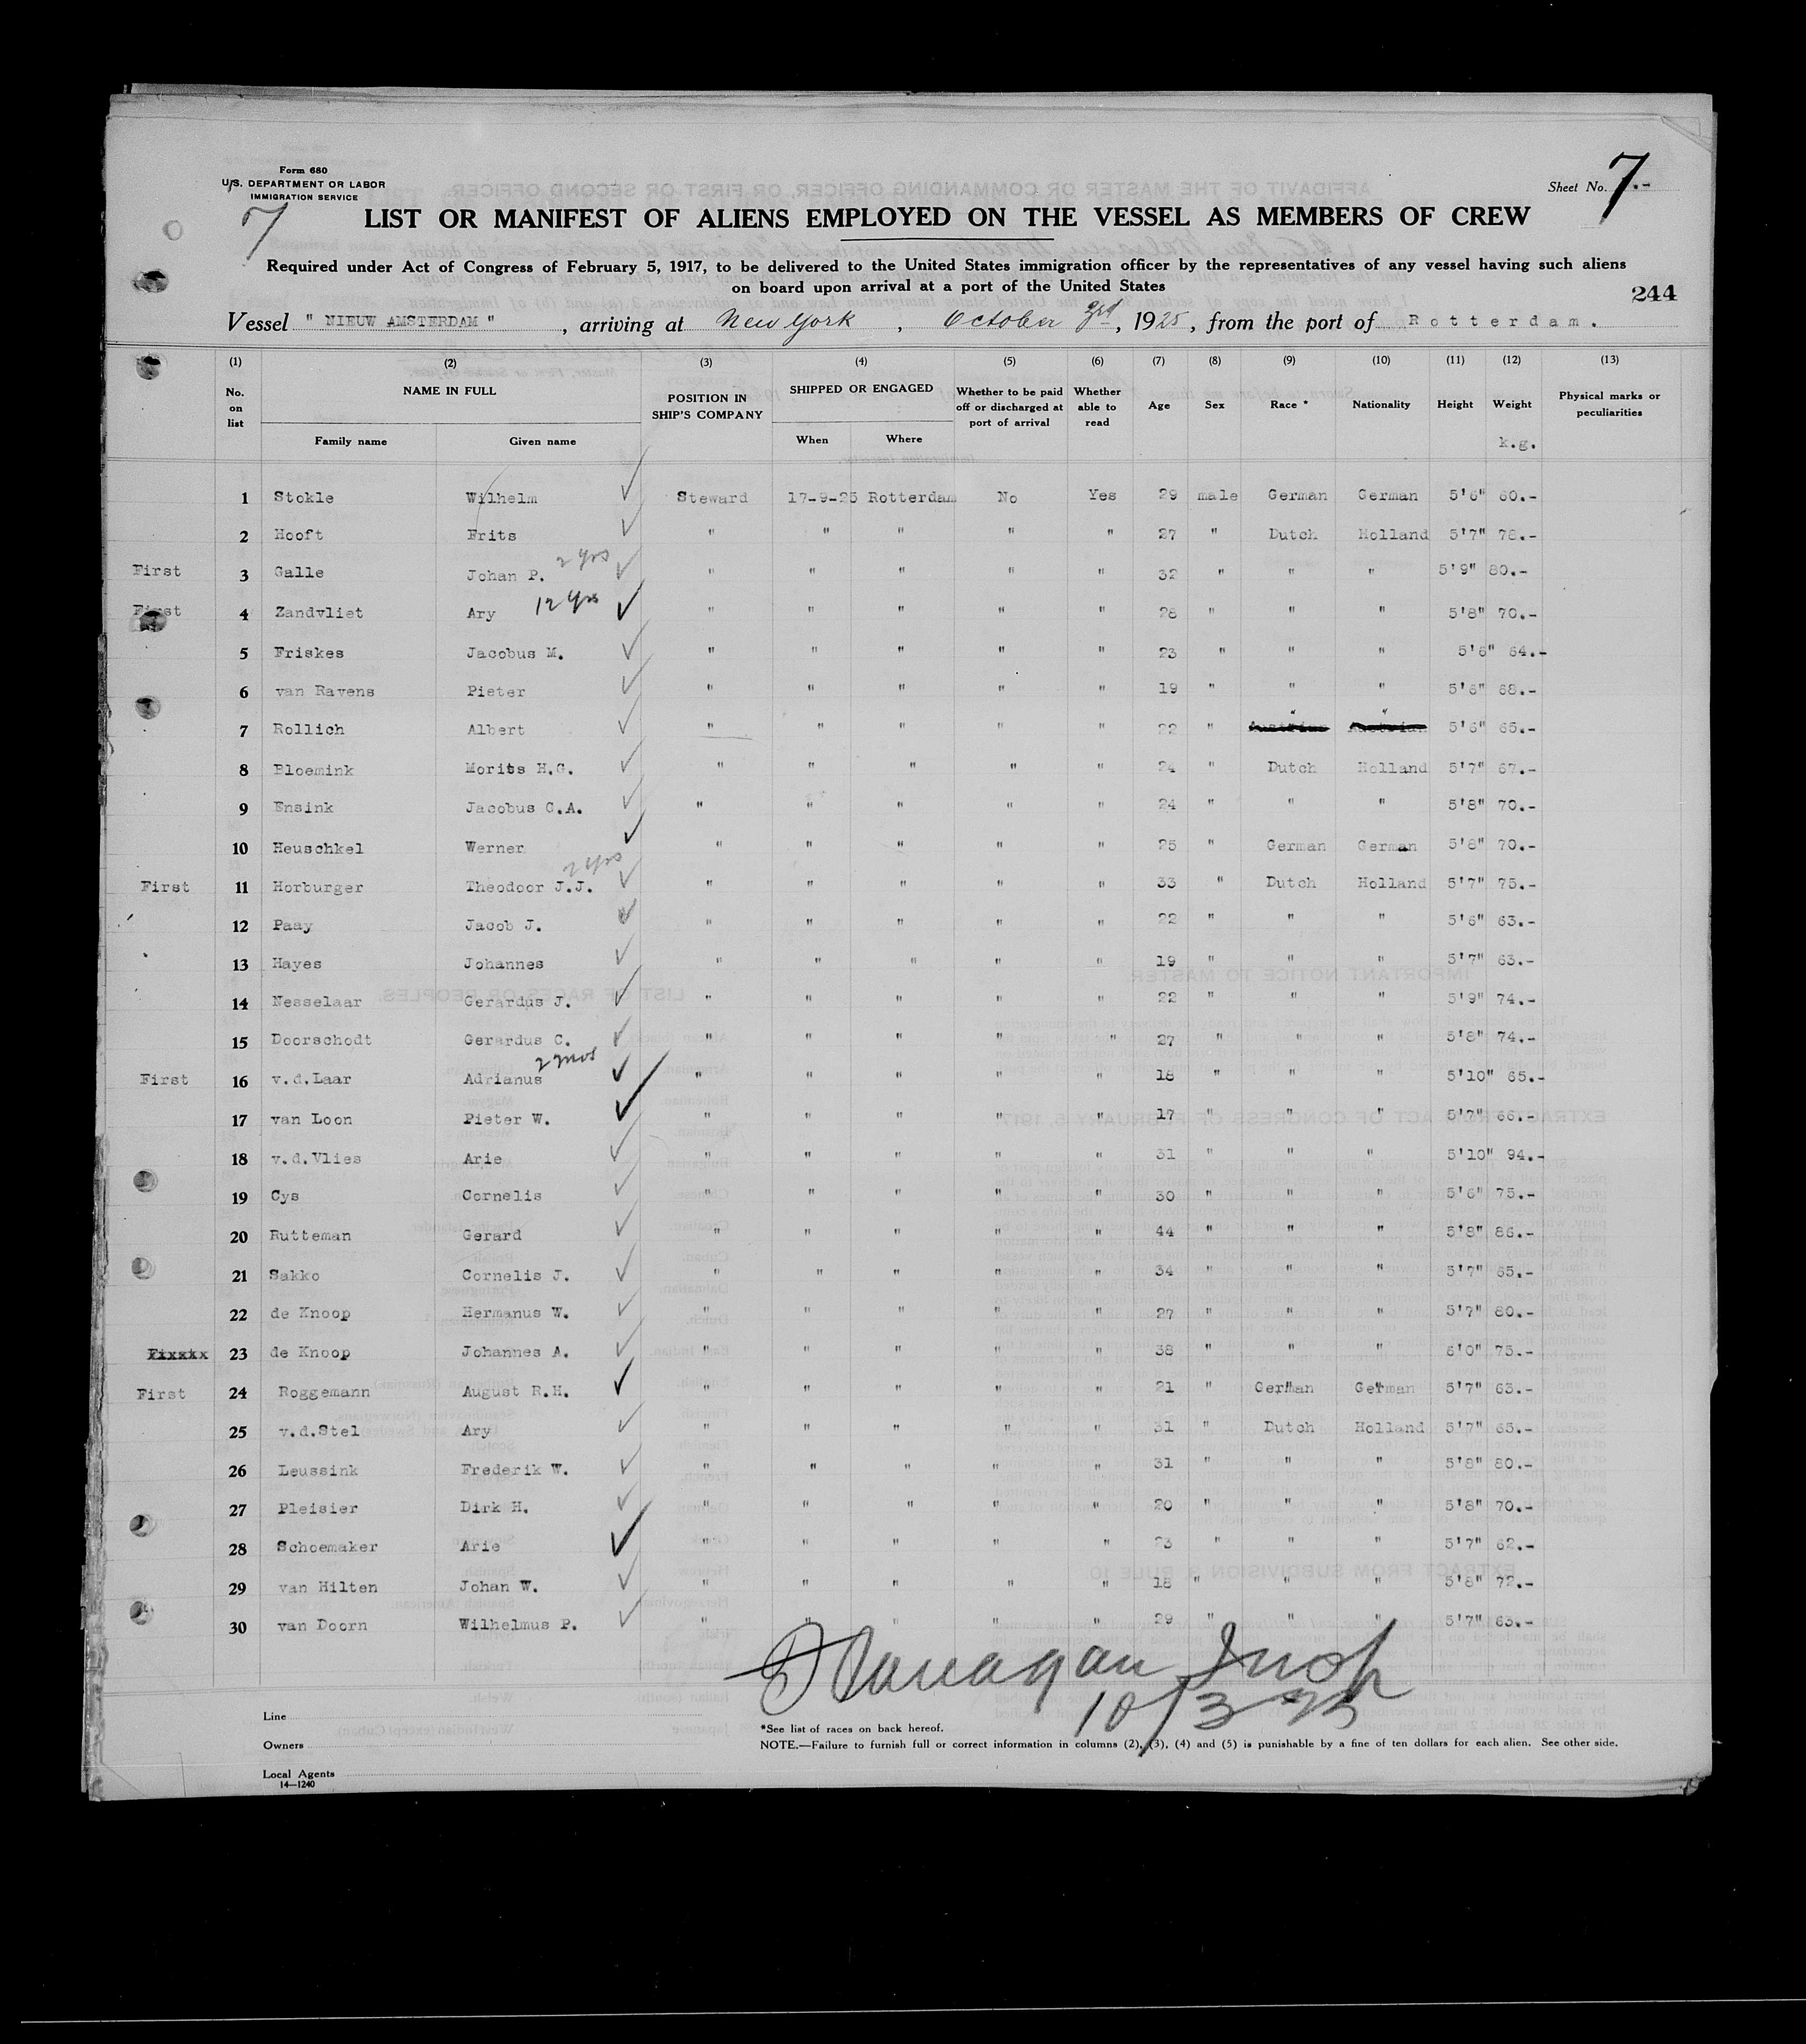 Form 680
U.S. DEPARTMENT OR LABOR
IMMIGRATION SERVICE
7
Sheet No. 7.-
LIST OR MANIFEST OF ALIENS EMPLOYED ON THE VESSEL AS MEMBERS OF CREW
Required under Act of Congress of February 5, 1917, to be delivered to the United States immigration officer by the representatives of any vessel having such aliens
on board upon arrival at a port of the United States
244
Vessel " NIEUW AMSTERDAM ", arriving at New York, October 3rd, 1925, from the port of Rotterdam.
(1) (2) (3) (4) (5) (6) (7) (8) (9) (10) (11) (12) (13)
No. on list NAME IN FULL Family name Given name POSITION IN SHIP'S COMPANY SHIPPED OR ENGAGED When Where Whether to be paid off or discharged at port of arrival Whether able to read Age Sex Race * Nationality Height Weight k.g. Physical marks or peculiarities
1 Stokle Wilhelm Steward 17-9-25 Rotterdam No Yes 29 male German German 5'6" 60.-
2 Hooft Frits " " " " " 27 " Dutch Holland 5'7" 78.-
First 3 Galle Johan P. 2 yrs " " " " " 32 " " " 5'9" 80.-
First 4 Zandvliet Ary 12 yrs " " " " " 28 " " " 5'8" 70.-
5 Friskes Jacobus M. " " " " " 23 " " " 5'6" 64.-
6 van Ravens Pieter " " " " " 19 " " " 5'6" 68.-
7 Rollich Albert " " " " " 22 " " " 5'6" 65.-
8 Bloemink Morits H.G. " " " " " 24 " Dutch Holland 5'7" 67.-
9 Ensink Jacobus C.A. " " " " " 24 " " " 5'8" 70.-
10 Heuschkel Werner " " " " " 25 " German German 5'8" 70.-
First 11 Horburger Theodoor J.J. 2 yrs " " " " " 33 " Dutch Holland 5'7" 75.-
12 Paay Jacob J. " " " " " 22 " " " 5'6" 63.-
13 Hayes Johannes " " " " " 19 " " " 5'7" 63.-
14 Nesselaar Gerardus J. " " " " " 22 " " " 5'9" 74.-
15 Doorschodt Gerardus C. " " " " " 27 " " " 5'8" 74.-
First 16 v.d.Laar Adrianus " " " " " 18 " " " 5'10" 65.-
17 van Loon Pieter W. " " " " " 17 " " " 5'7" 66.-
18 v.d.Vlies Arie " " " " " 31 " " " 5'10" 94.-
19 Cys Cornelis " " " " " 30 " " " 5'6" 75.-
20 Rutteman Gerard " " " " " 44 " " " 5'8" 86.-
21 Sakko Cornelis J. " " " " " 34 " " " 5'7" 65.-
22 de Knoop Hermanus W. " " " " " 27 " " " 5'7" 80.-
23 de Knoop Johannes A. " " " " " 38 " " " 6'0" 75.-
First 24 Roggemann August R.H. " " " " " 21 " German German 5'7" 63.-
25 v.d.Stel Ary " " " " " 31 " Dutch Holland 5'7" 65.-
26 Leussink Frederik W. " " " " " 31 " " " 5'8" 80.-
27 Pleisier Dirk H. " " " " " 20 " " " 5'8" 70.-
28 Schoemaker Arie " " " " " 23 " " " 5'7" 62.-
29 van Hilten Johan W. " " " " " 18 " " " 5'8" 72.-
30 van Doorn Wilhelmus P. " " " " " 29 " " " 5'7" 63.-
Flanagan Insp
10/3 25
Line
Owners
Local Agents
14—1240
*See list of races on back hereof.
NOTE.—Failure to furnish full or correct information in columns (2), (3), (4) and (5) is punishable by a fine of ten dollars for each alien. See other side.